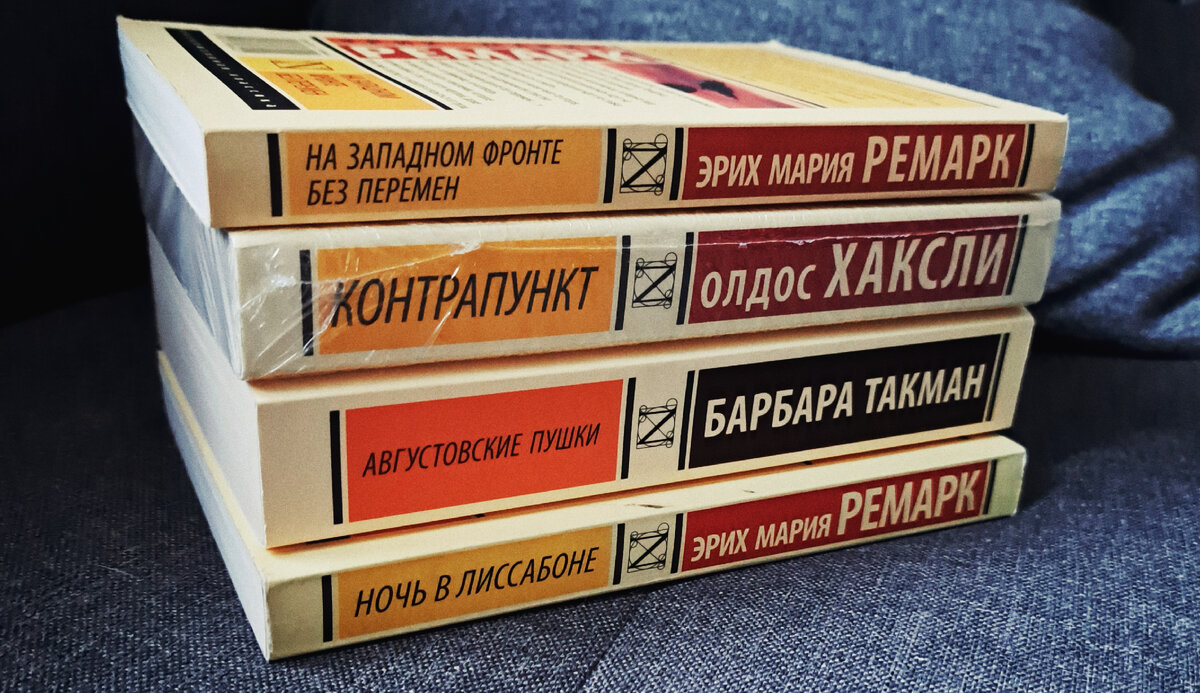 РЕМАРК
НА ЗАПАДНОМ ФРОНТЕ
БЕЗ ПЕРЕМЕН
ЭРИХ МАРИЯ РЕМАРК
КОНТРАПУНКТ
ОЛДОС ХАКСЛИ
АВГУСТОВСКИЕ ПУШКИ
БАРБАРА ТАКМАН
НОЧЬ В ЛИССАБОНЕ
ЭРИХ МАРИЯ РЕМАРК